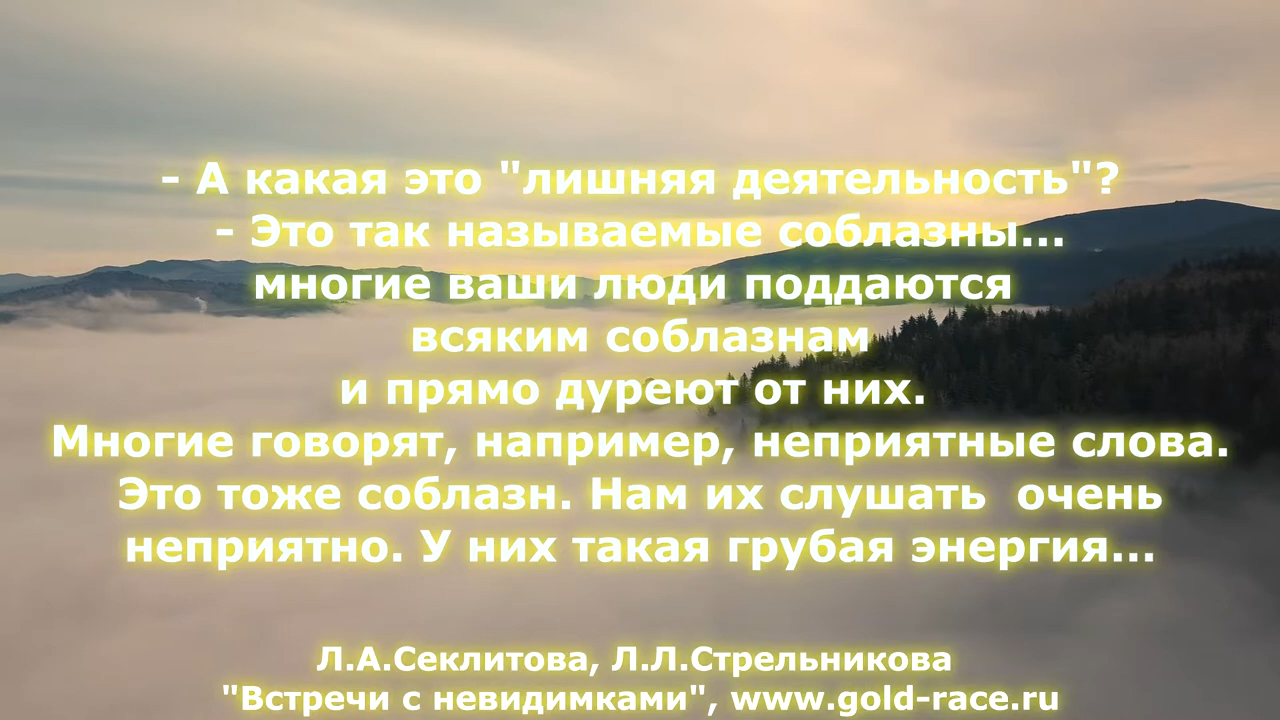 - А какая это "лишняя деятельность"?
- Это так называемые соблазны...
многие ваши люди поддаются
всяким соблазнам
и прямо дуреют от них.
Многие говорят, например, неприятные слова.
Это тоже соблазн. Нам их слушать  очень
неприятно. У них такая грубая энергия...
Л.А.Секлитова, Л.Л.Стрельникова
"Встречи с невидимками", www.gold-race.ru